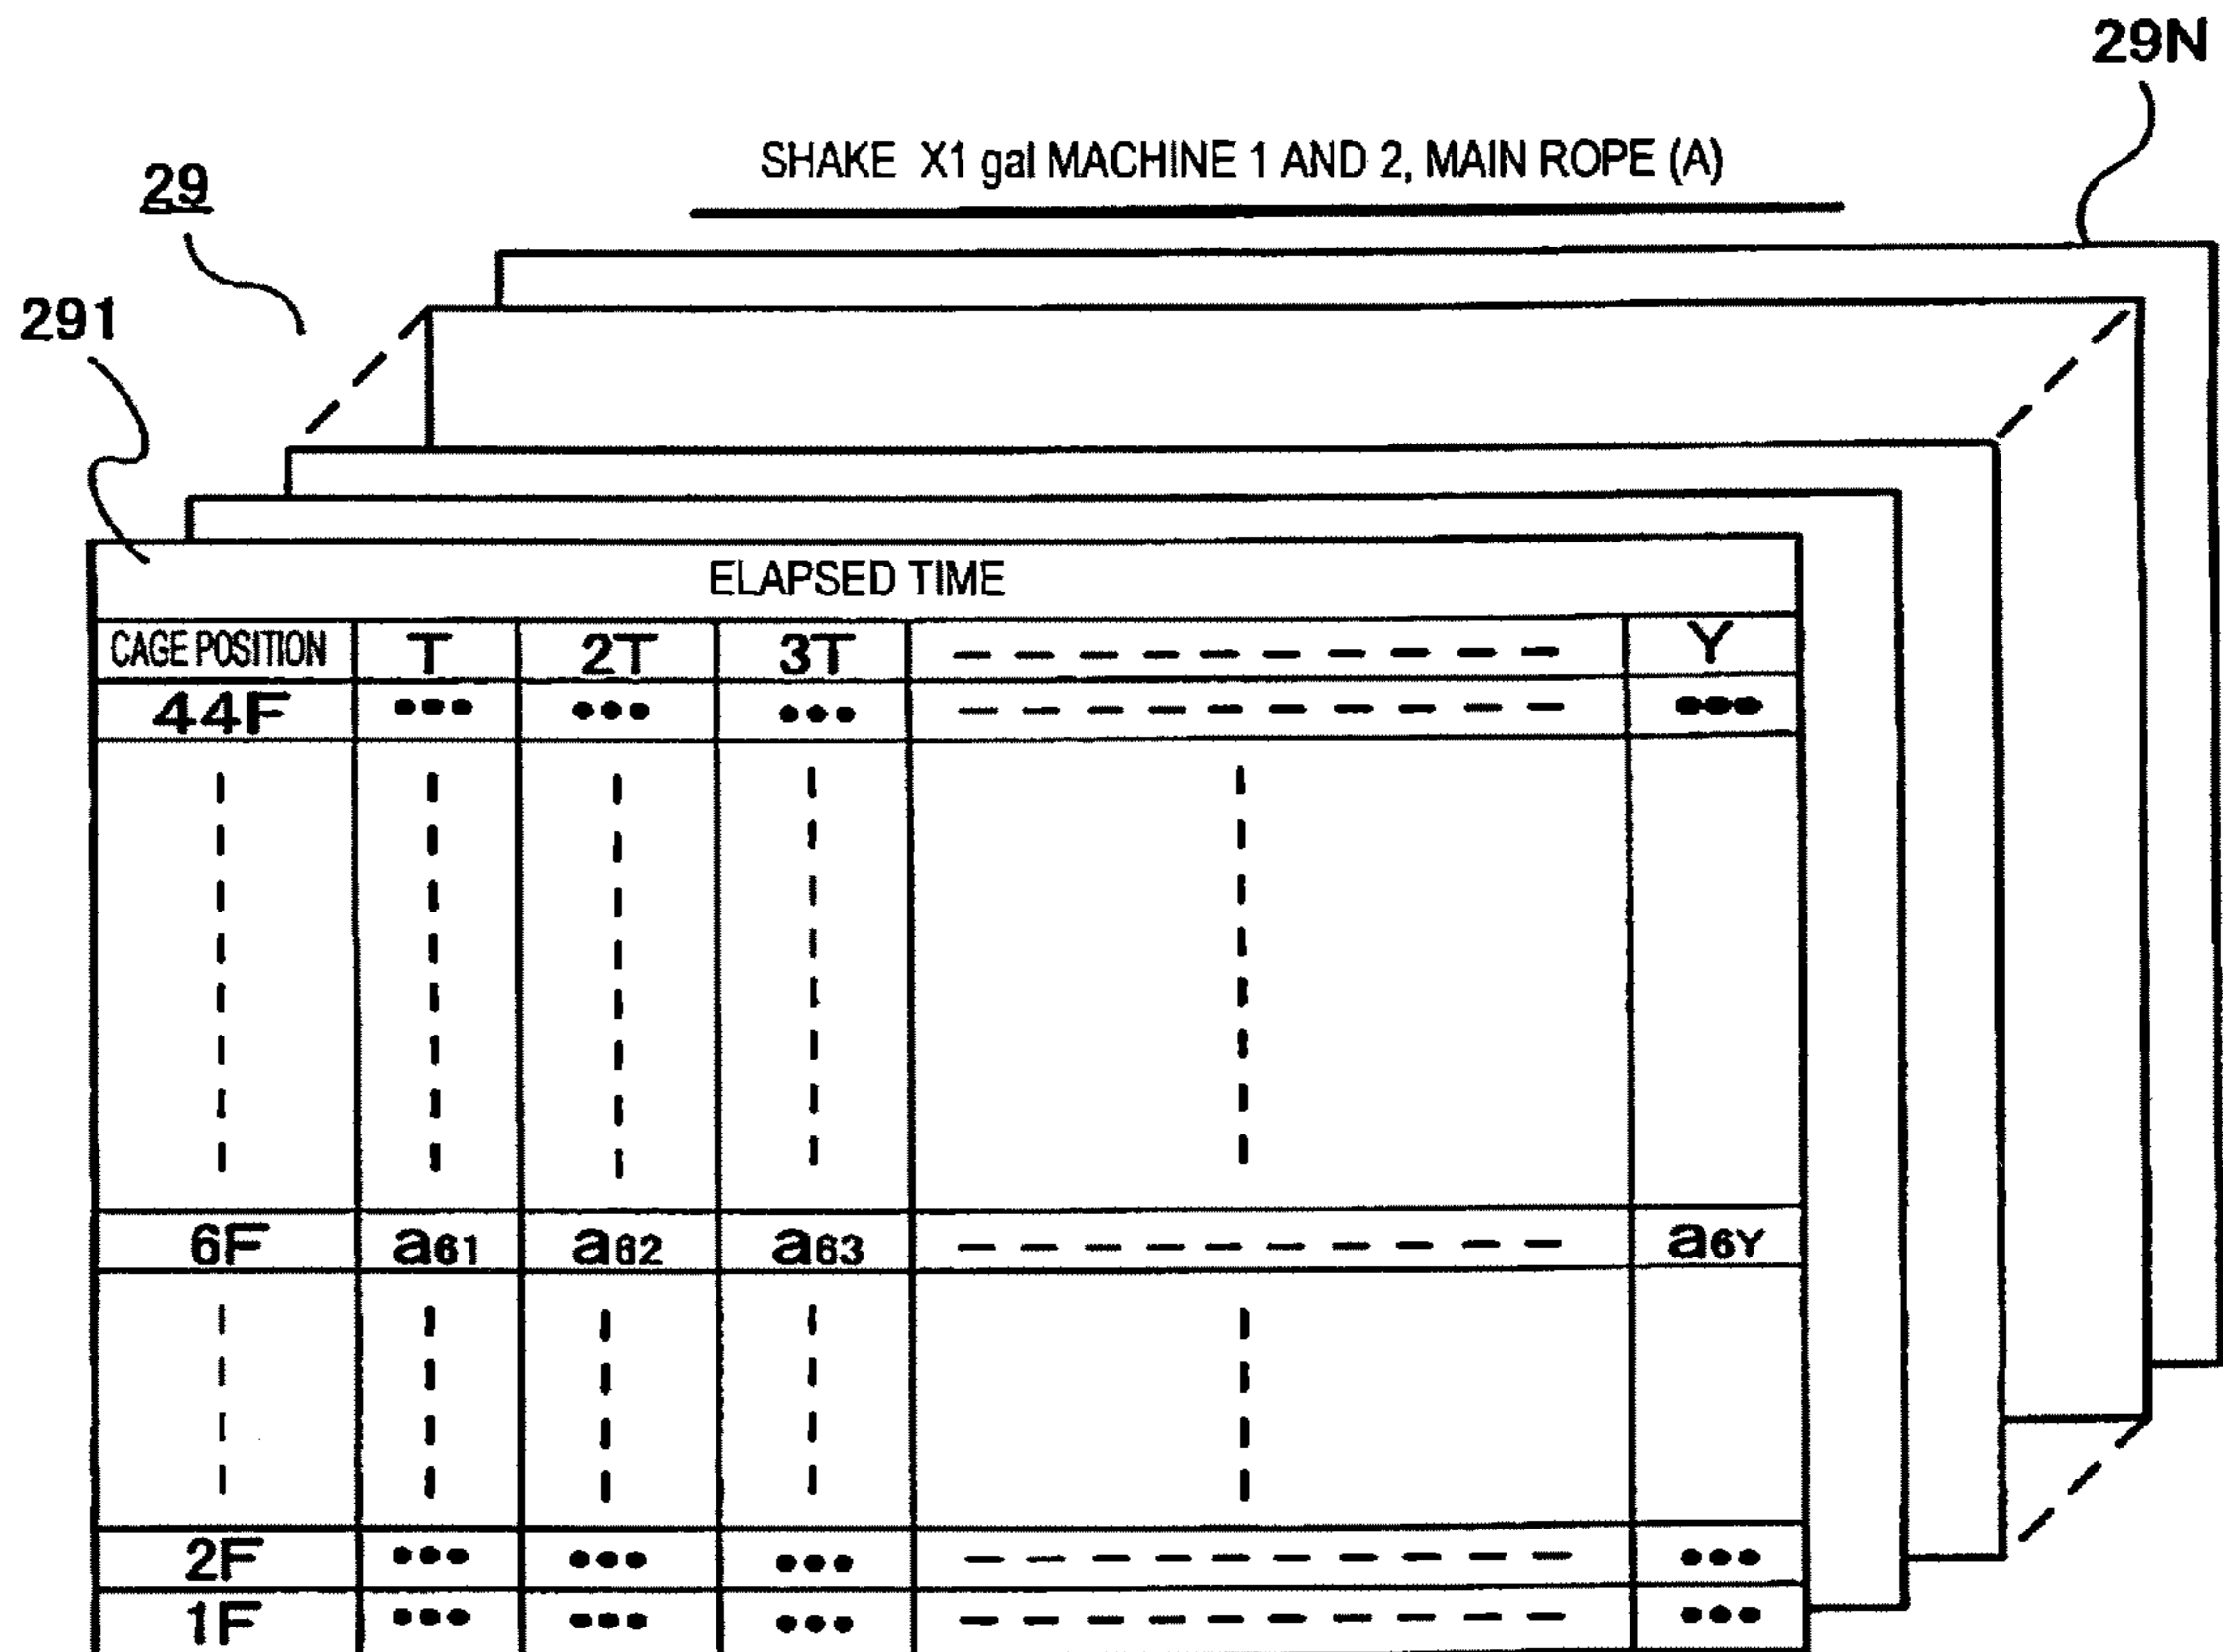 29N
SHAKE X1 gal MACHINE 1 AND 2, MAIN ROPE (A)
29
291
ELAPSED TIME
CAGE POSITION T 2T 3T Y
44F
6F a61 a62 a63 a6Y
2F
1F